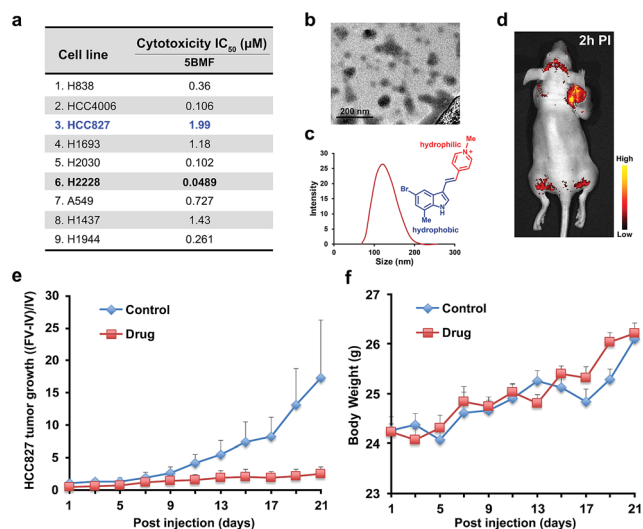 a
Cell line
Cytotoxicity IC50 (µM)
5BMF
1. H838 0.36
2. HCC4006 0.106
3. HCC827 1.99
4. H1693 1.18
5. H2030 0.102
6. H2228 0.0489
7. A549 0.727
8. H1437 1.43
9. H1944 0.261
b
200 nm
c
Intensity
30
25
20
15
10
5
0
0 100 200 300
Size (nm)
hydrophilic
Me
N+
Br
N
H
Me
hydrophobic
d
2h PI
High
Low
e
HCC827 tumor growth ((FV-IV)/IV)
30
25
20
15
10
5
0
Control
Drug
1 5 9 13 17 21
Post injection (days)
f
Body Weight (g)
27
26
25
24
23
Control
Drug
1 5 9 13 17 21
Post injection (days)